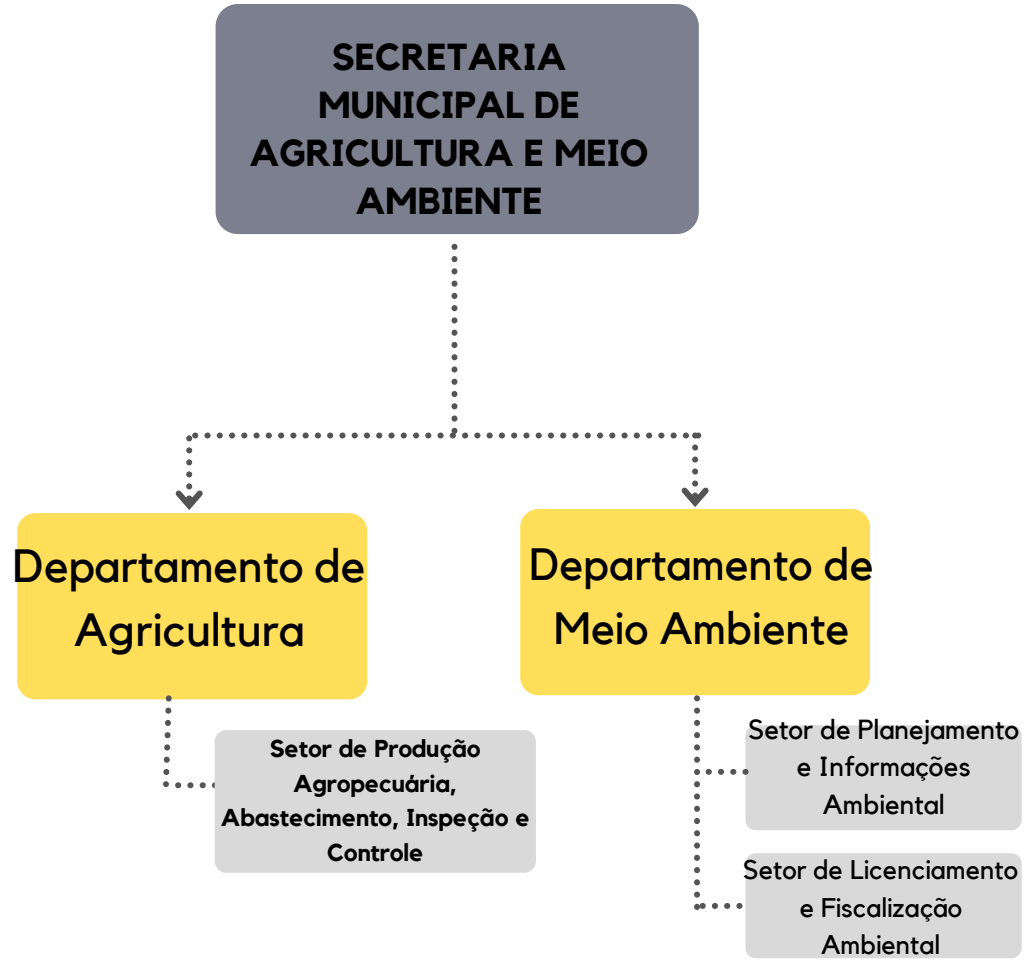 SECRETARIA
MUNICIPAL DE
AGRICULTURA E MEIO
AMBIENTE
Departamento de
Agricultura
Departamento de
Meio Ambiente
Setor de Produção
Agropecuária,
Abastecimento, Inspeção e
Controle
Setor de Planejamento
e Informações
Ambiental
Setor de Licenciamento
e Fiscalização
Ambiental